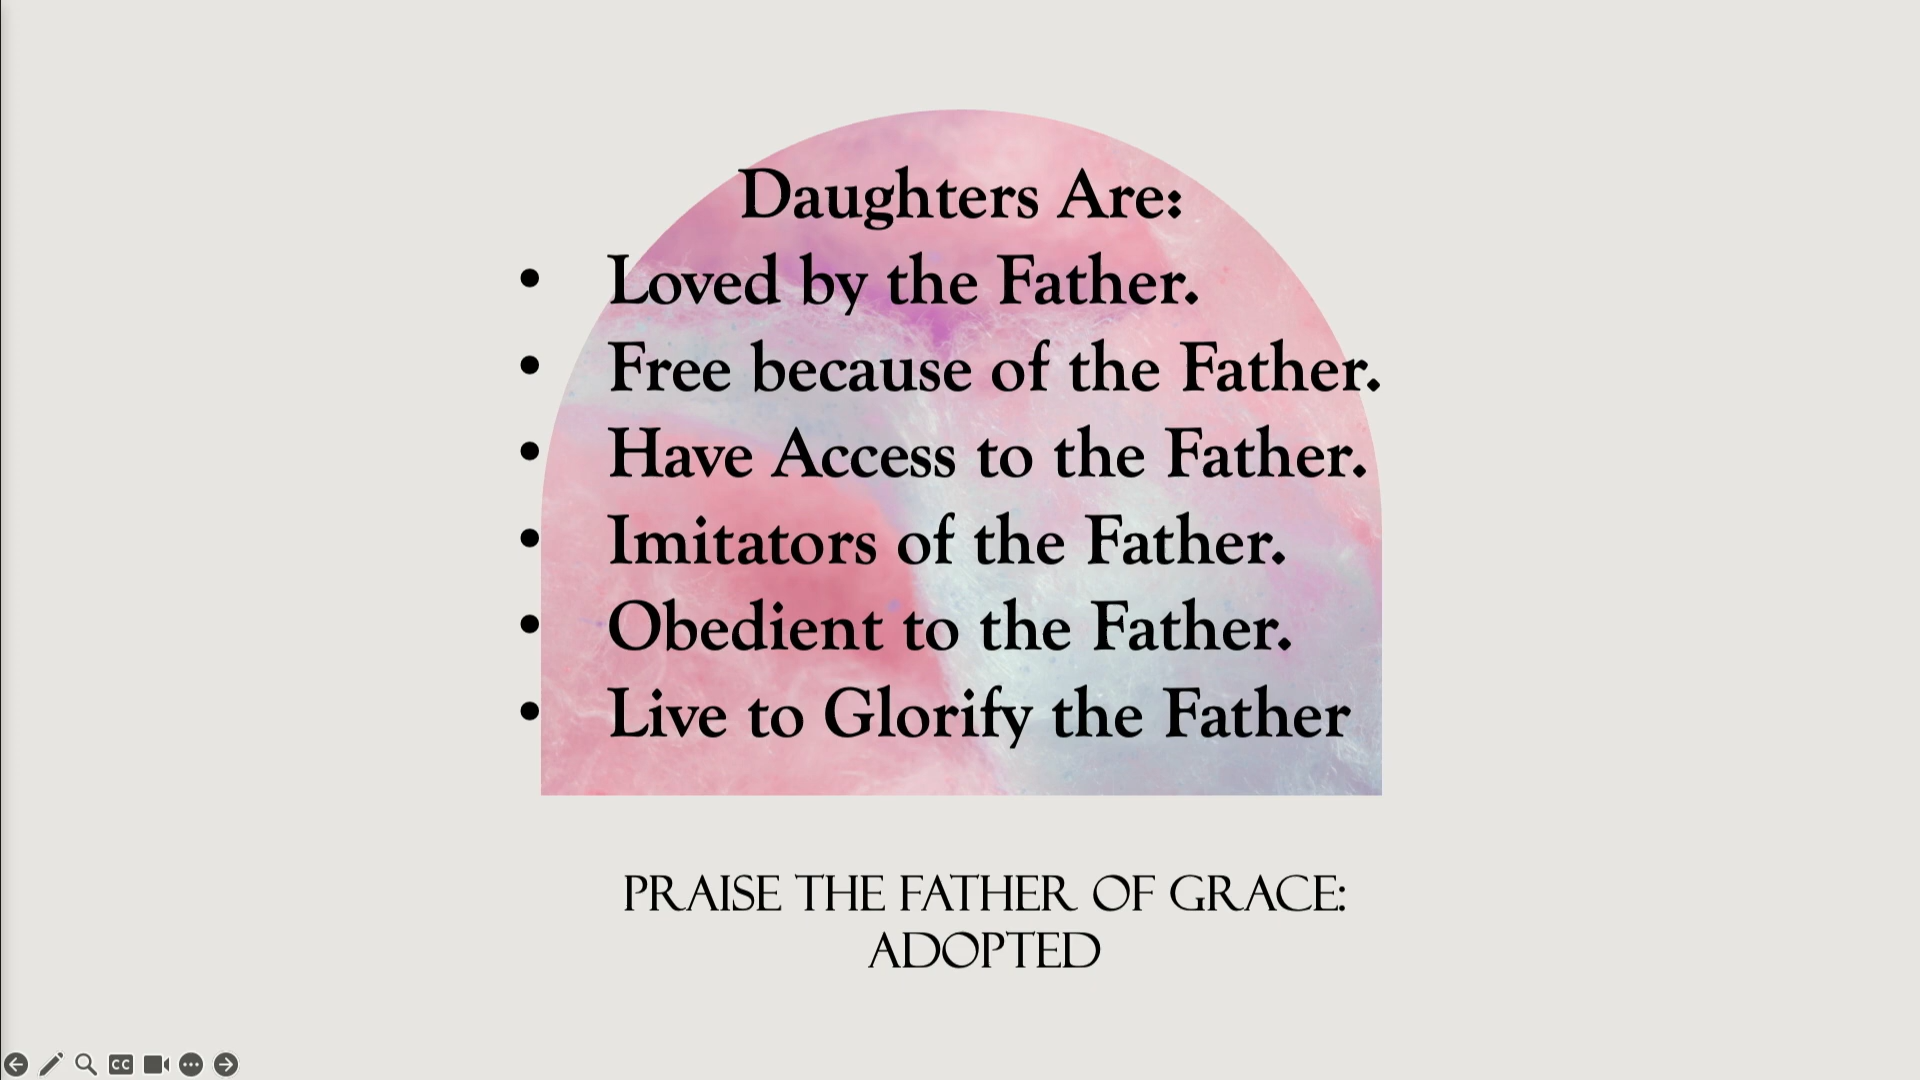 Daughters Are:
• Loved by the Father.
• Free because of the Father.
• Have Access to the Father.
• Imitators of the Father.
• Obedient to the Father.
• Live to Glorify the Father
PRAISE THE FATHER OF GRACE:
ADOPTED
CC